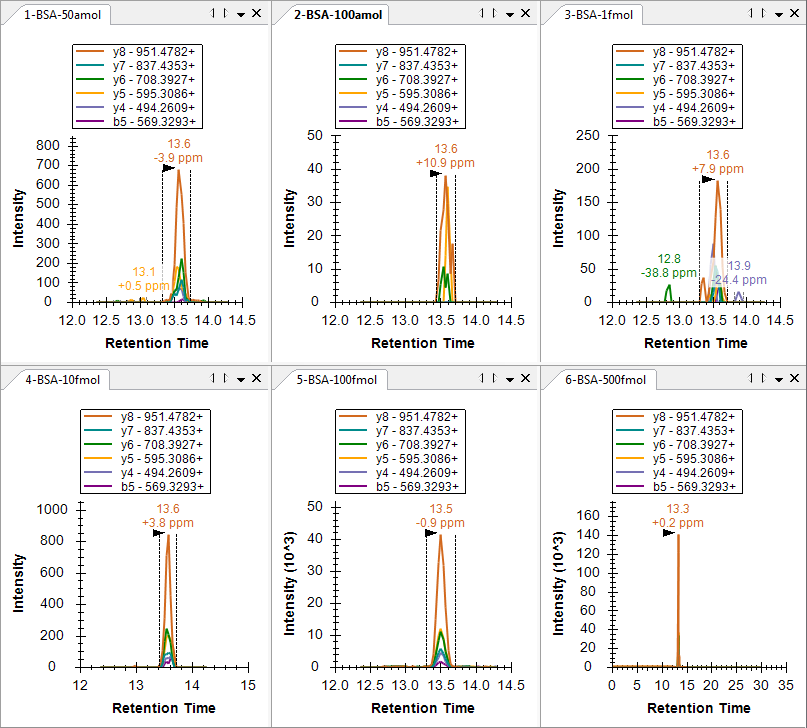 1-BSA-50amol
y8 - 951.4782+
y7 - 837.4353+
y6 - 708.3927+
y5 - 595.3086+
y4 - 494.2609+
b5 - 569.3293+
13.6
-3.9 ppm
13.1
+0.5 ppm
800
700
600
500
400
300
200
100
0
Intensity
12.0 12.5 13.0 13.5 14.0 14.5
Retention Time
2-BSA-100amol
y8 - 951.4782+
y7 - 837.4353+
y6 - 708.3927+
y5 - 595.3086+
y4 - 494.2609+
b5 - 569.3293+
13.6
+10.9 ppm
50
40
30
20
10
0
Intensity
12.0 12.5 13.0 13.5 14.0 14.5
Retention Time
3-BSA-1fmol
y8 - 951.4782+
y7 - 837.4353+
y6 - 708.3927+
y5 - 595.3086+
y4 - 494.2609+
b5 - 569.3293+
13.6
+7.9 ppm
12.8
-38.8 ppm
13.9
-24.4 ppm
250
200
150
100
50
0
Intensity
12.0 12.5 13.0 13.5 14.0 14.5
Retention Time
4-BSA-10fmol
y8 - 951.4782+
y7 - 837.4353+
y6 - 708.3927+
y5 - 595.3086+
y4 - 494.2609+
b5 - 569.3293+
13.6
+3.8 ppm
1000
800
600
400
200
0
Intensity
12 13 14 15
Retention Time
5-BSA-100fmol
y8 - 951.4782+
y7 - 837.4353+
y6 - 708.3927+
y5 - 595.3086+
y4 - 494.2609+
b5 - 569.3293+
13.5
-0.9 ppm
50
40
30
20
10
0
Intensity (10^3)
12.0 12.5 13.0 13.5 14.0 14.5
Retention Time
6-BSA-500fmol
y8 - 951.4782+
y7 - 837.4353+
y6 - 708.3927+
y5 - 595.3086+
y4 - 494.2609+
b5 - 569.3293+
13.3
+0.2 ppm
160
140
120
100
80
60
40
20
0
Intensity (10^3)
0 5 10 15 20 25 30 35
Retention Time